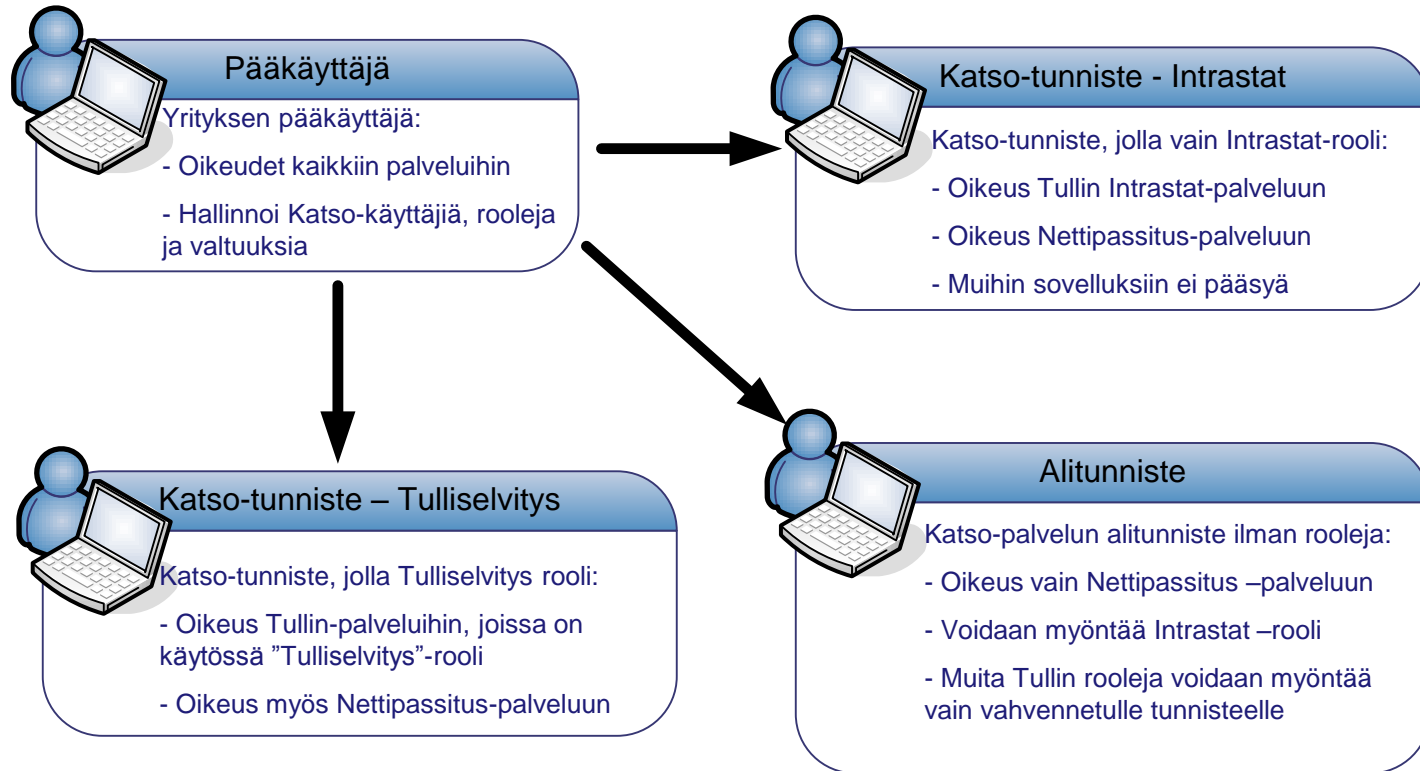 Pääkäyttäjä
Yrityksen pääkäyttäjä:
- Oikeudet kaikkiin palveluihin
- Hallinnoi Katso-käyttäjiä, rooleja
ja valtuuksia
Katso-tunniste - Intrastat
Katso-tunniste, jolla vain Intrastat-rooli:
- Oikeus Tullin Intrastat-palveluun
- Oikeus Nettipassitus-palveluun
- Muihin sovelluksiin ei pääsyä
Katso-tunniste – Tulliselvitys
Katso-tunniste, jolla Tulliselvitys rooli:
- Oikeus Tullin-palveluihin, joissa on
käytössä ”Tulliselvitys”-rooli
- Oikeus myös Nettipassitus-palveluun
Alitunniste
Katso-palvelun alitunniste ilman rooleja:
- Oikeus vain Nettipassitus –palveluun
- Voidaan myöntää Intrastat –rooli
- Muita Tullin rooleja voidaan myöntää
vain vahvennetulle tunnisteelle